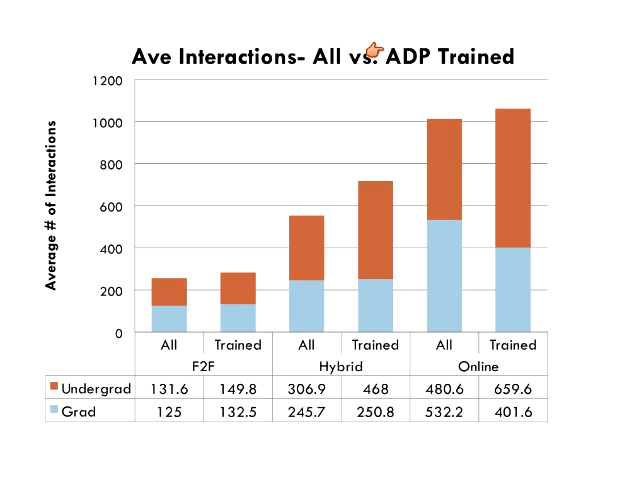 Ave Interactions- All vs. ADP Trained
1200
1000
800
600
400
200
0
Average # of Interactions
All Trained All Trained All Trained
F2F Hybrid Online
Undergrad 131.6 149.8 306.9 468 480.6 659.6
Grad 125 132.5 245.7 250.8 532.2 401.6